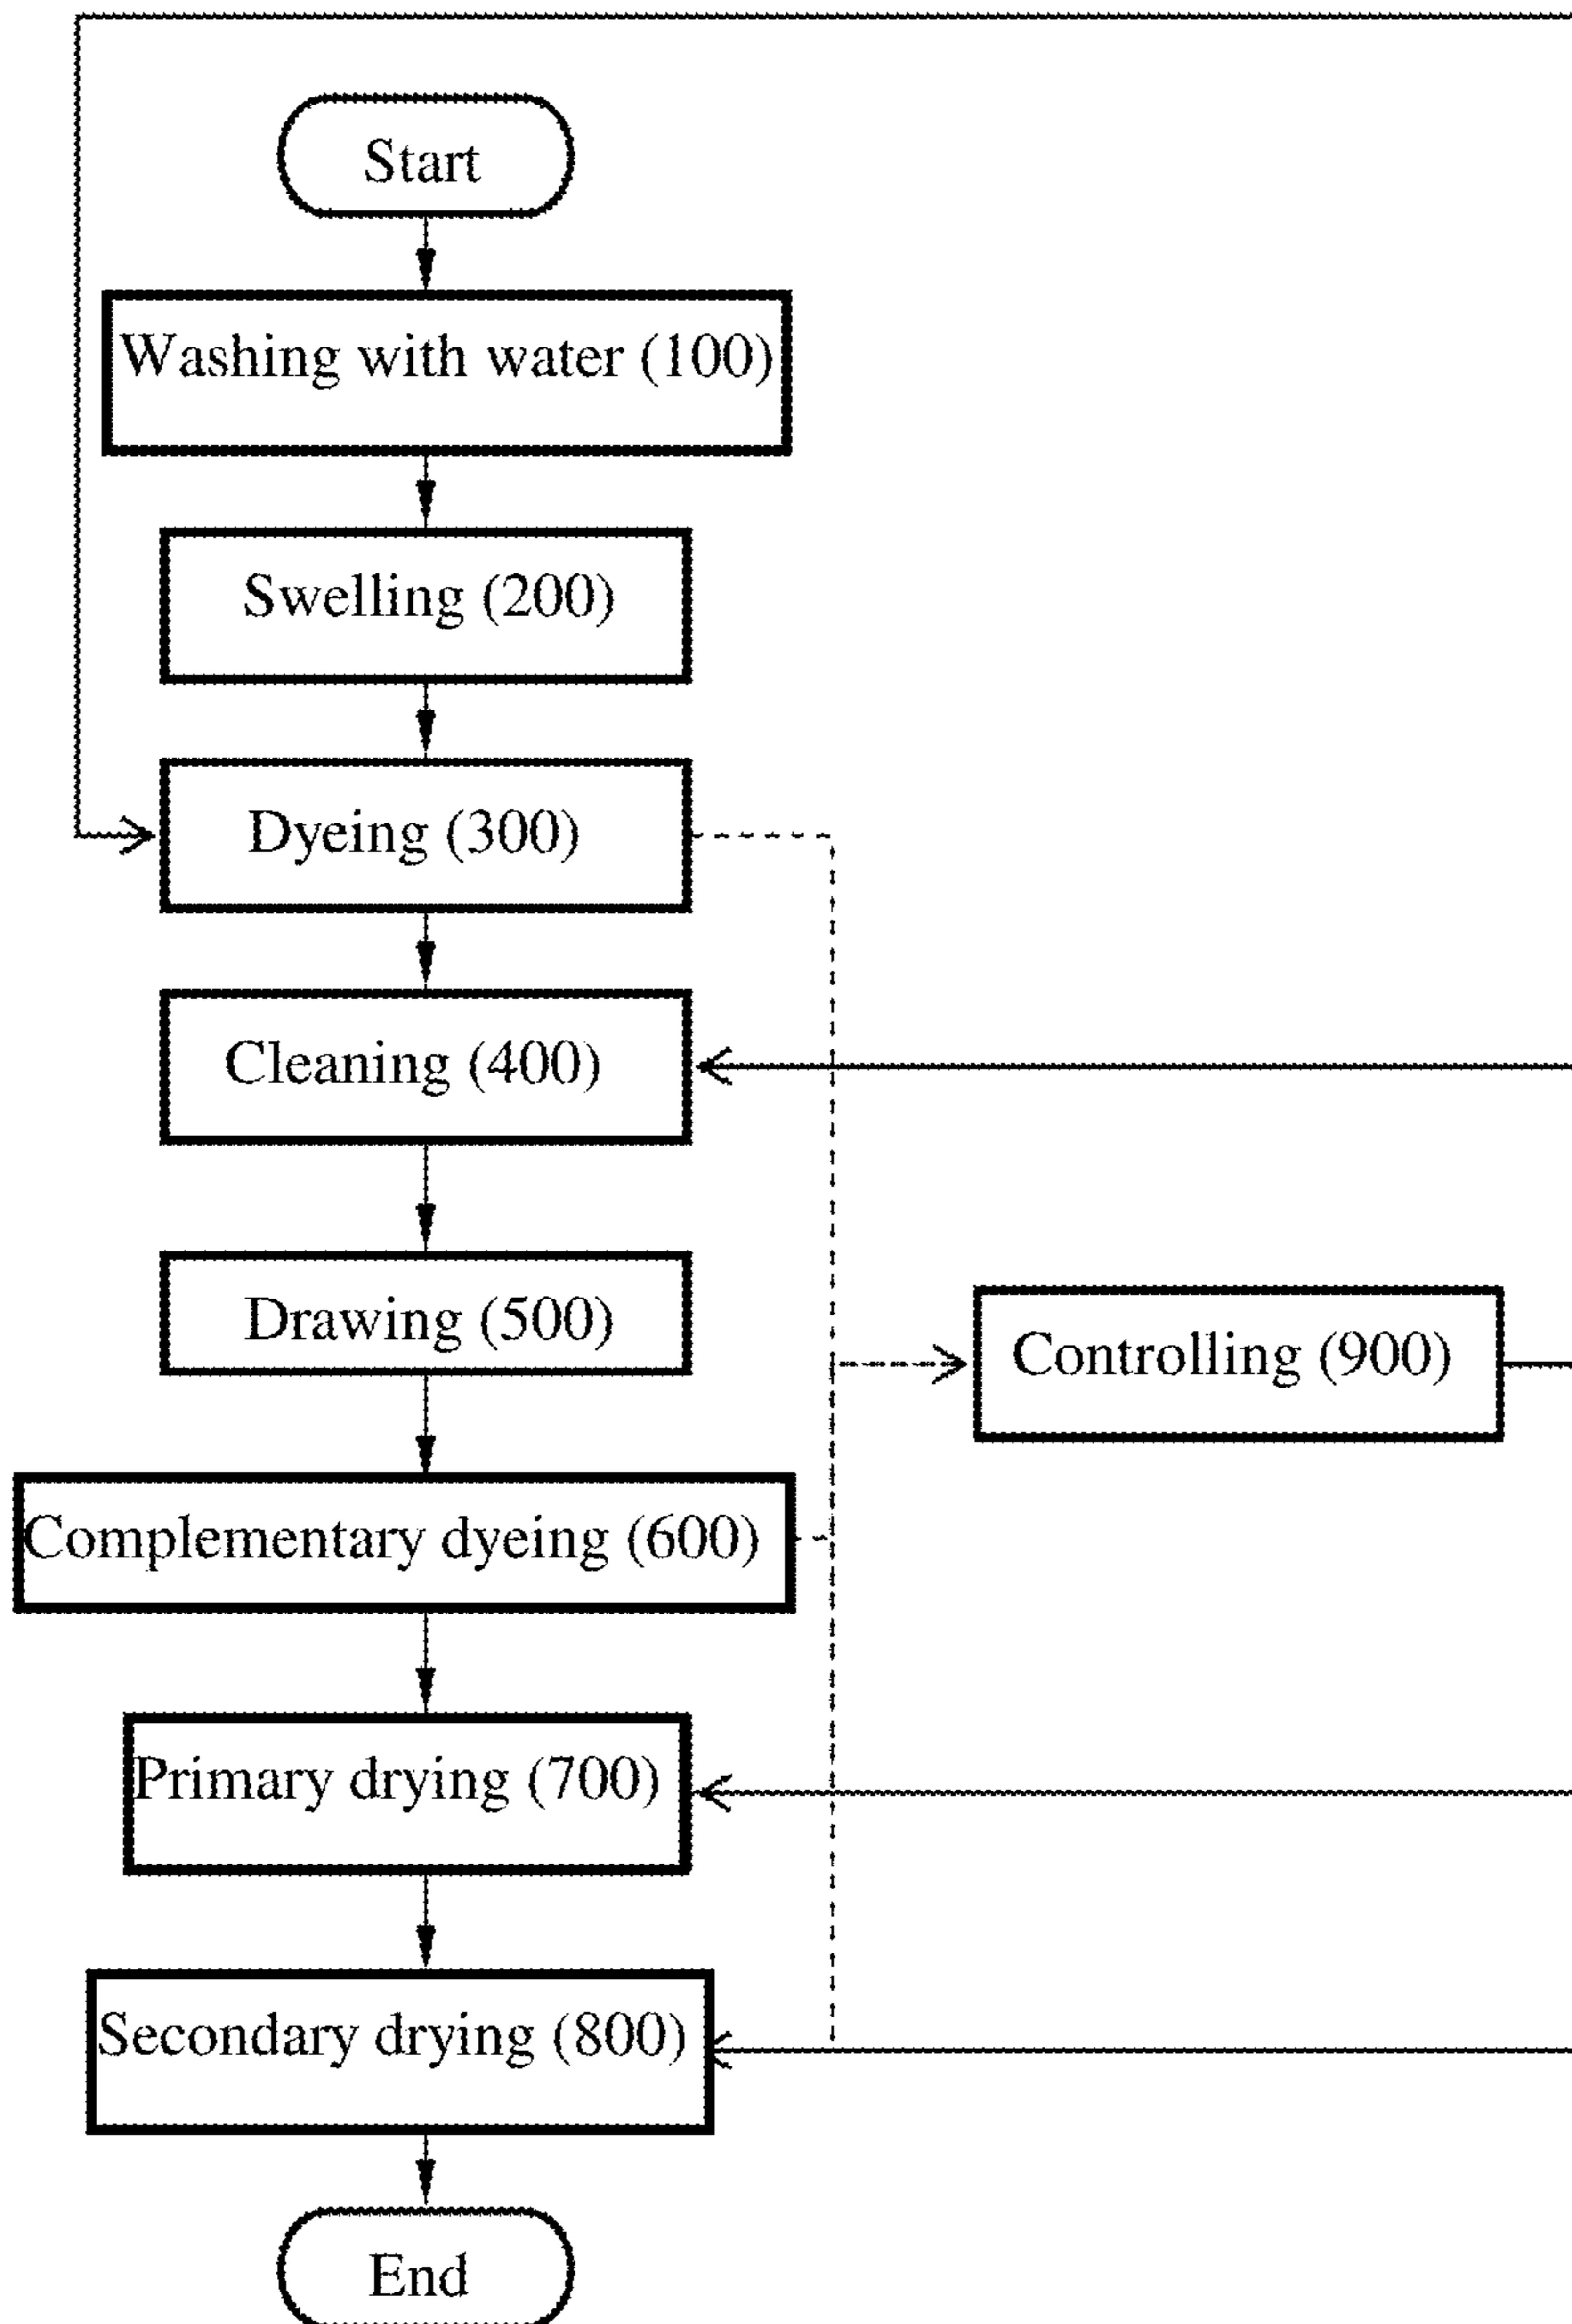 Start
Washing with water (100)
Swelling (200)
Dyeing (300)
Cleaning (400)
Drawing (500)
Controlling (900)
Complementary dyeing (600)
Primary drying (700)
Secondary drying (800)
End